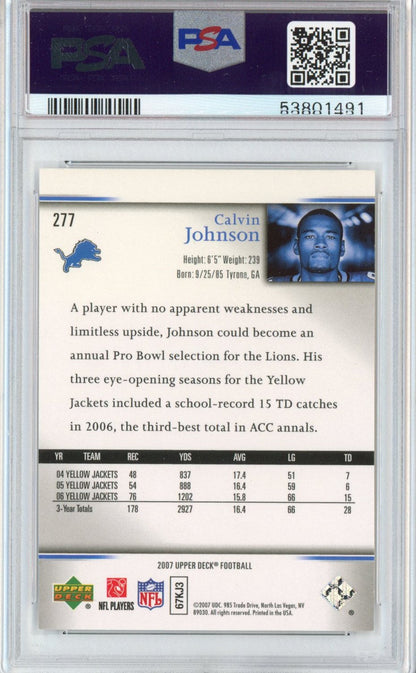 PSA
PSA
53801491
277
Calvin
Johnson
Height: 6'5" Weight: 239
Born: 9/25/85 Tyrone, GA
A player with no apparent weaknesses and
limitless upside, Johnson could become an
annual Pro Bowl selection for the Lions. His
three eye-opening seasons for the Yellow
Jackets included a school-record 15 TD catches
in 2006, the third-best total in ACC annals.
YR TEAM REC YDS AVG LG TD
04 YELLOW JACKETS 48 837 17.4 51 7
05 YELLOW JACKETS 54 888 16.4 59 6
06 YELLOW JACKETS 76 1202 15.8 66 15
3-Year Totals 178 2927 16.4 66 28
2007 UPPER DECK® FOOTBALL
UPPER
DECK®
NFL PLAYERS
NFL
67KJ3
©2007 UDC. 985 Trade Drive, North Las Vegas, NV
89030. All rights reserved. Printed in the USA.
®